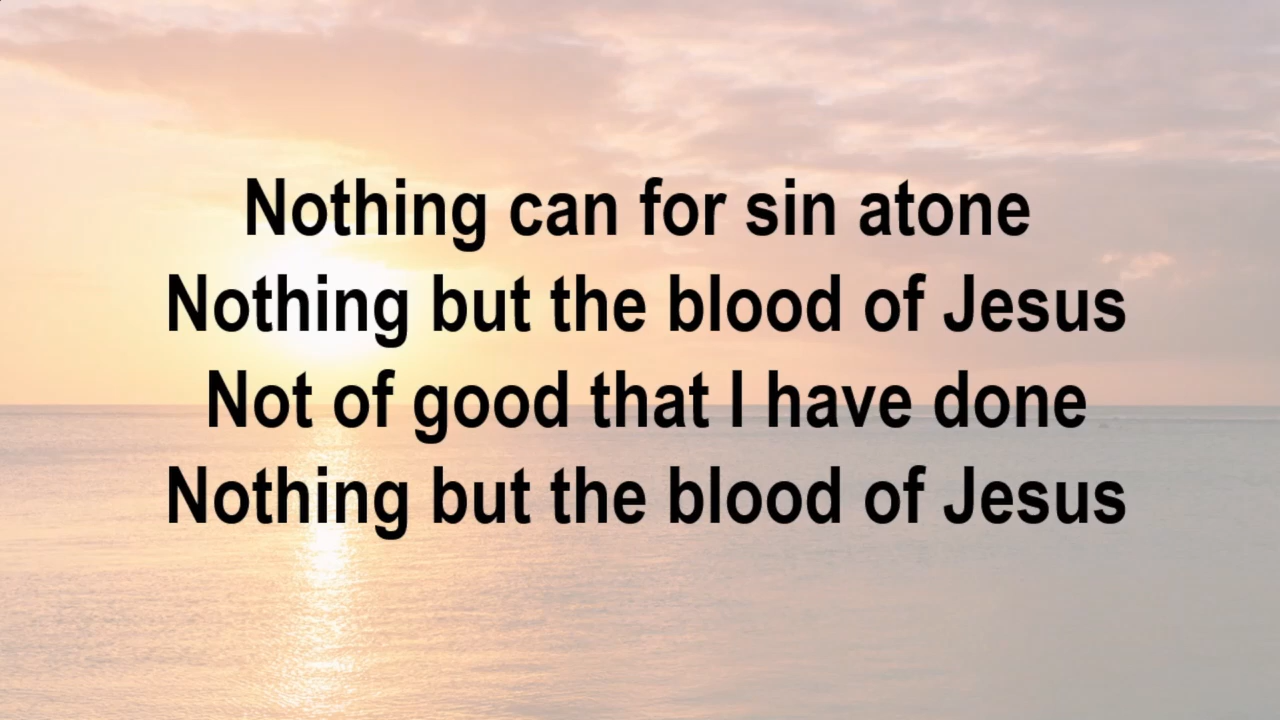 Nothing can for sin atone
Nothing but the blood of Jesus
Not of good that I have done
Nothing but the blood of Jesus